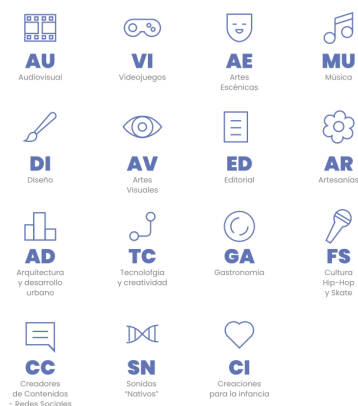 AU
Audiovisual
VI
Videojuegos
AE
Artes
Escénicas
MU
Música
DI
Diseño
AV
Artes
Visuales
ED
Editorial
AR
Artesanías
AD
Arquitectura
y desarrollo
urbano
TC
Tecnolofgía
y creatividad
GA
Gastronomía
FS
Cultura
Hip-Hop
y Skate
CC
Creadores
de Contenidos
- Redes Sociales
SN
Sonidos
"Nativos"
CI
Creaciones
para la infancia